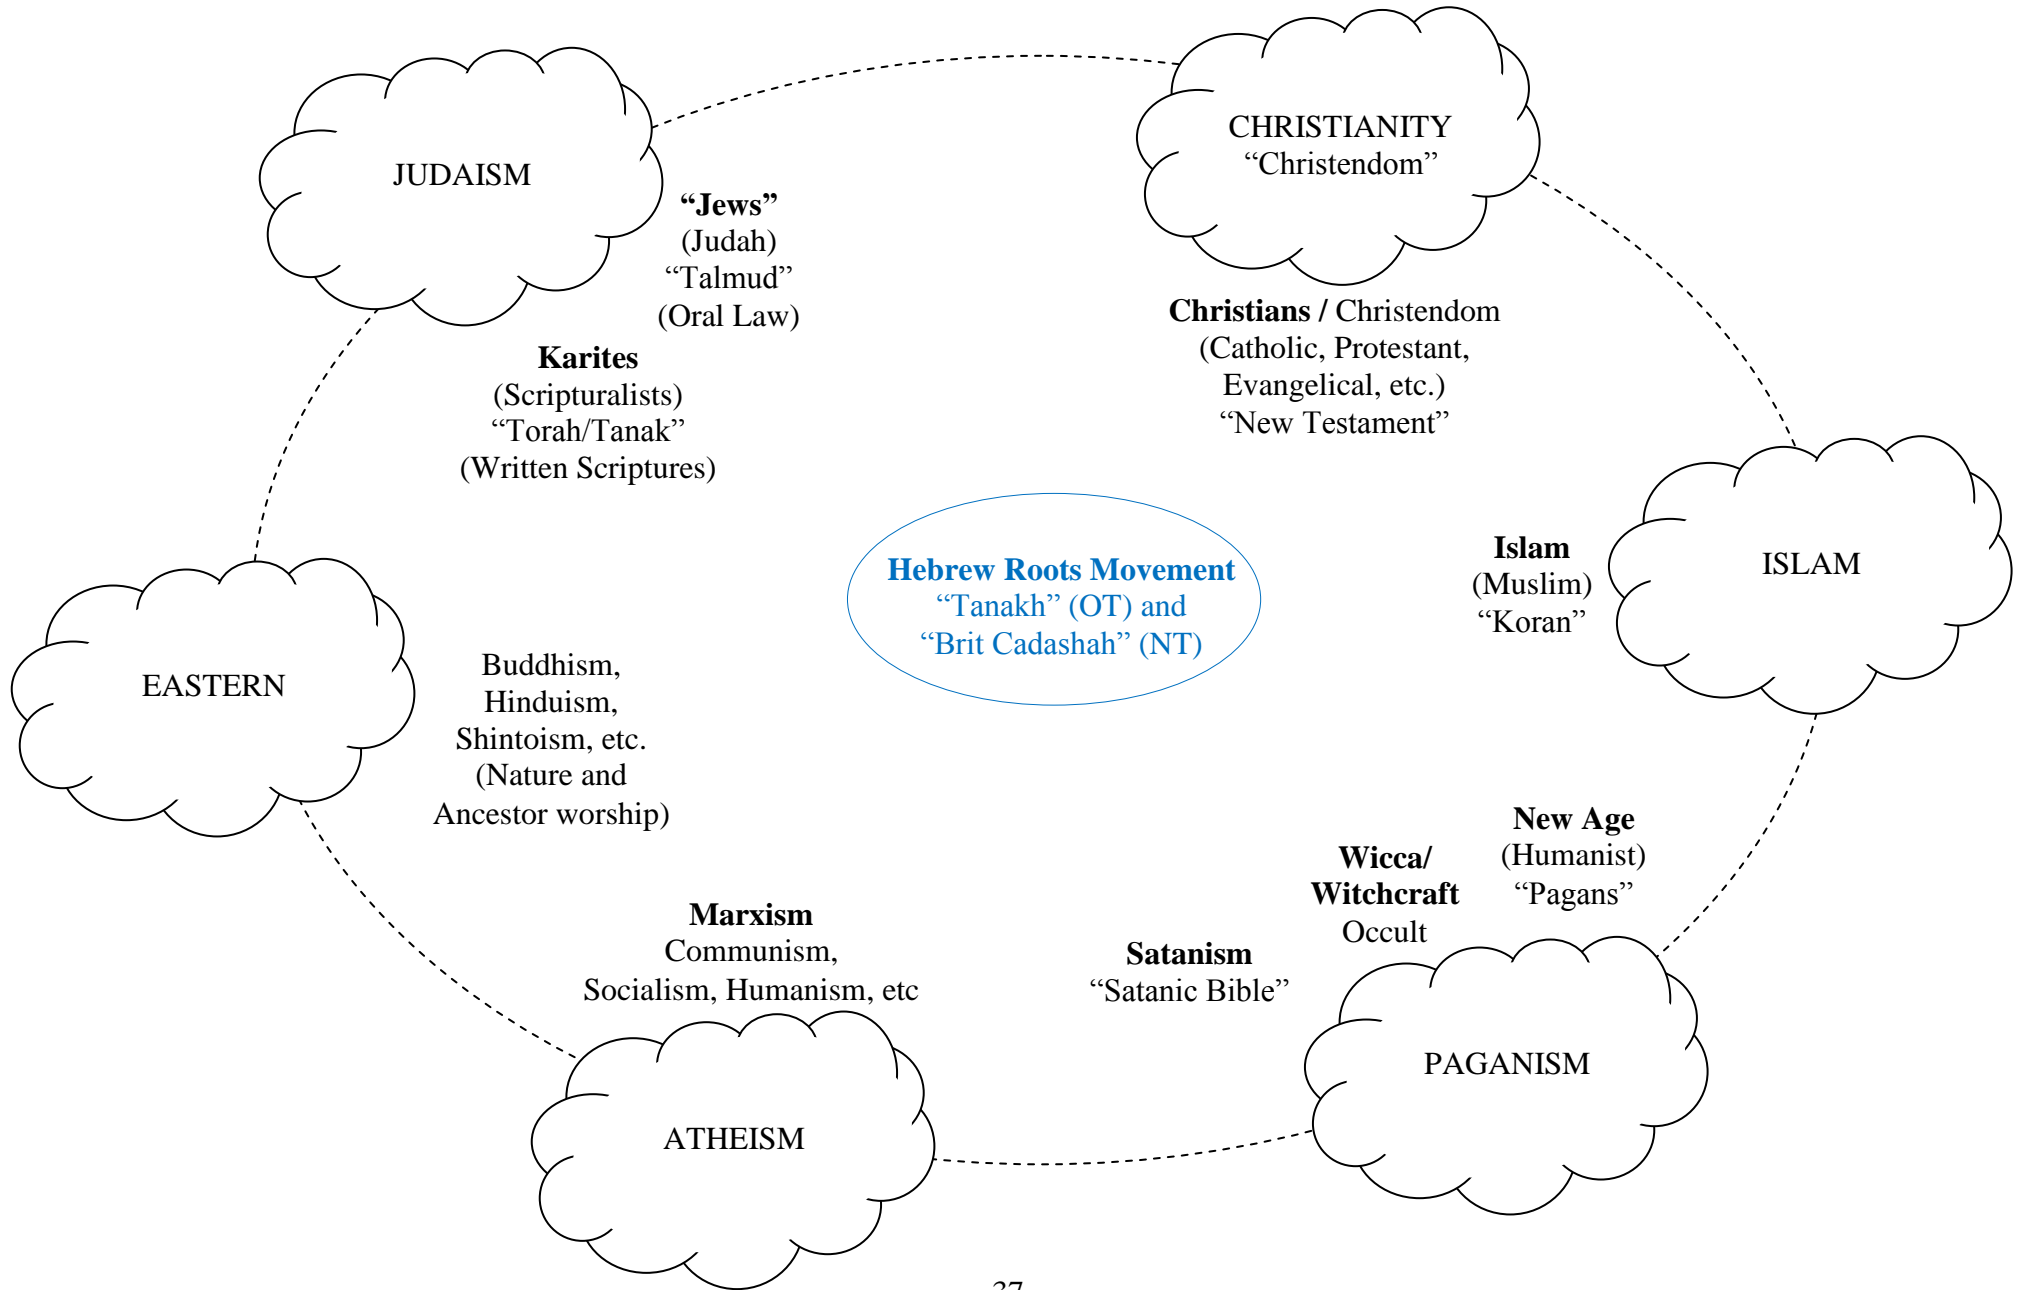 JUDAISM
“Jews”
(Judah)
“Talmud”
(Oral Law)
Karites
(Scripturalists)
“Torah/Tanak”
(Written Scriptures)
CHRISTIANITY
“Christendom”
Christians / Christendom
(Catholic, Protestant,
Evangelical, etc.)
“New Testament”
Hebrew Roots Movement
“Tanakh” (OT) and
“Brit Cadashah” (NT)
Islam
(Muslim)
“Koran”
ISLAM
EASTERN
Buddhism,
Hinduism,
Shintoism, etc.
(Nature and
Ancestor worship)
Marxism
Communism,
Socialism, Humanism, etc
ATHEISM
Satanism
“Satanic Bible”
Wicca/
Witchcraft
Occult
New Age
(Humanist)
“Pagans”
PAGANISM
37